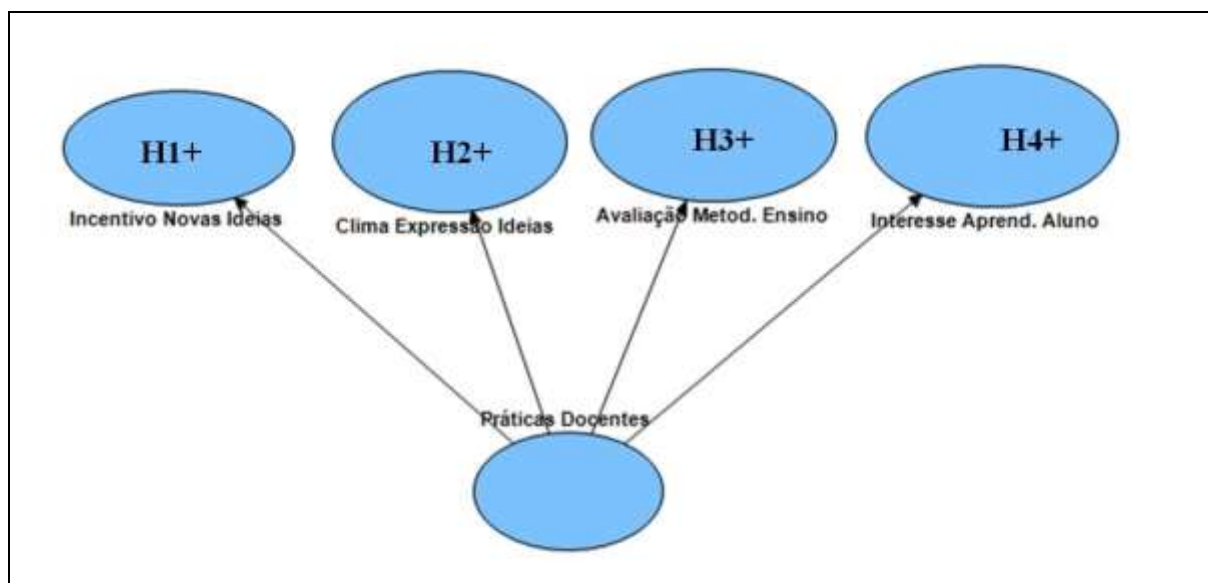 H1+
H2+
H3+
H4+
Incentivo Novas Ideias
Clima Expressão Ideias
Avaliação Metod. Ensino
Interesse Aprend. Aluno
Práticas Docentes